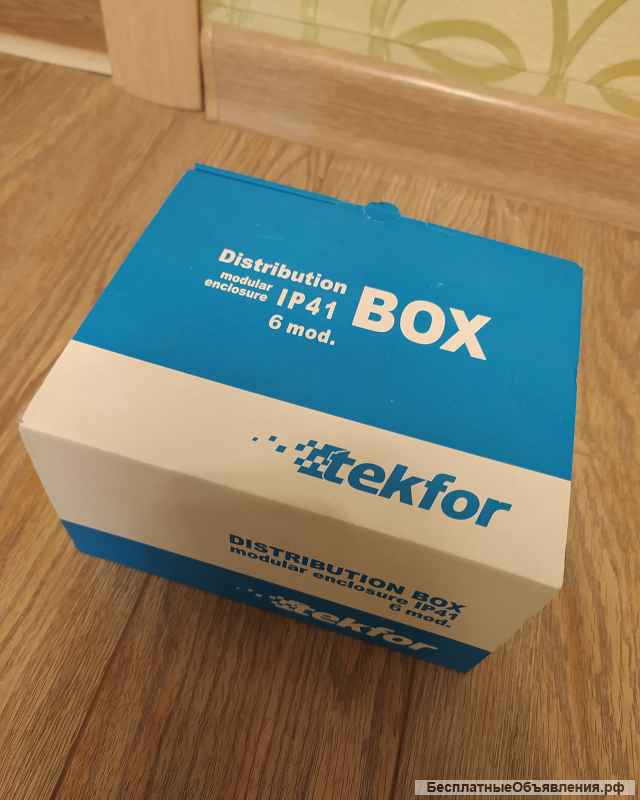 Distribution
modular
enclosure IP41 BOX
6 mod.
tekfor
DISTRIBUTION BOX
modular enclosure IP41
6 mod.
tekfor
БесплатныеОбъявления.рф